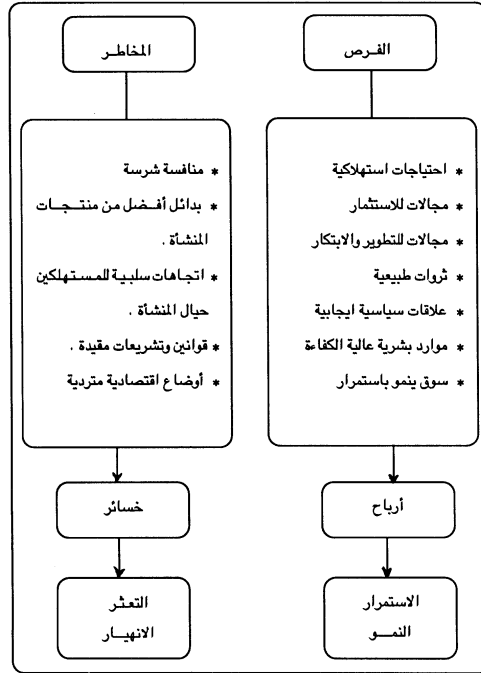 الفرص
* احتياجات استهلاكية
* مجالات للاستثمار
* مجالات للتطوير والابتكار
* ثروات طبيعية
* علاقات سياسية ايجابية
* موارد بشرية عالية الكفاءة
* سوق ينمو باستمرار
أرباح
الاستمرار
النمو
المخاطر
* منافسة شرسة
* بدائل أفضل من منتجات
المنشأة .
* اتجاهات سلبية للمستهلكين
حيال المنشأة .
* قوانين وتشريعات مقيدة .
* أوضاع اقتصادية متردية
خسائر
التعثر
الانهيار